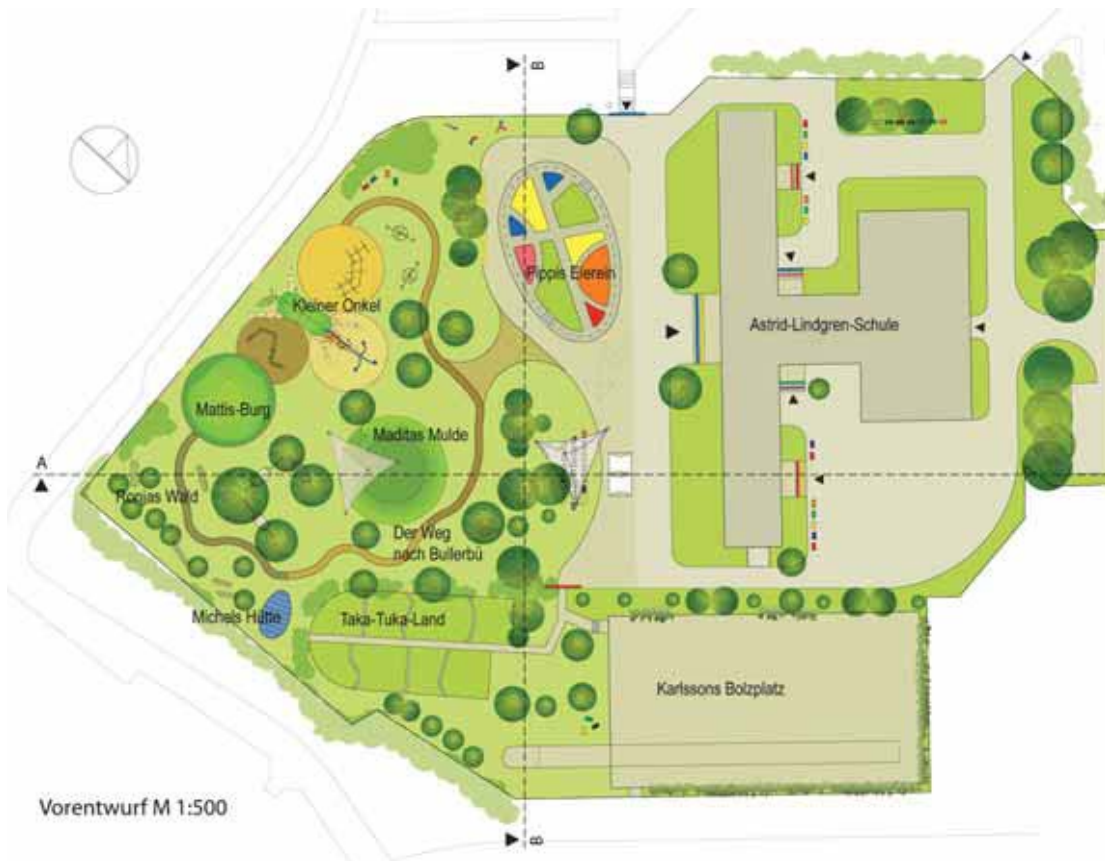 B
Pippis Eierein
Kleiner Onkel
Astrid-Lindgren-Schule
Mattis-Burg
Maditas Mulde
A
Ronjas Wald
Der Weg
nach Bullerbü
Michels Hütte
Taka-Tuka-Land
Karlssons Bolzplatz
Vorentwurf M 1:500
B